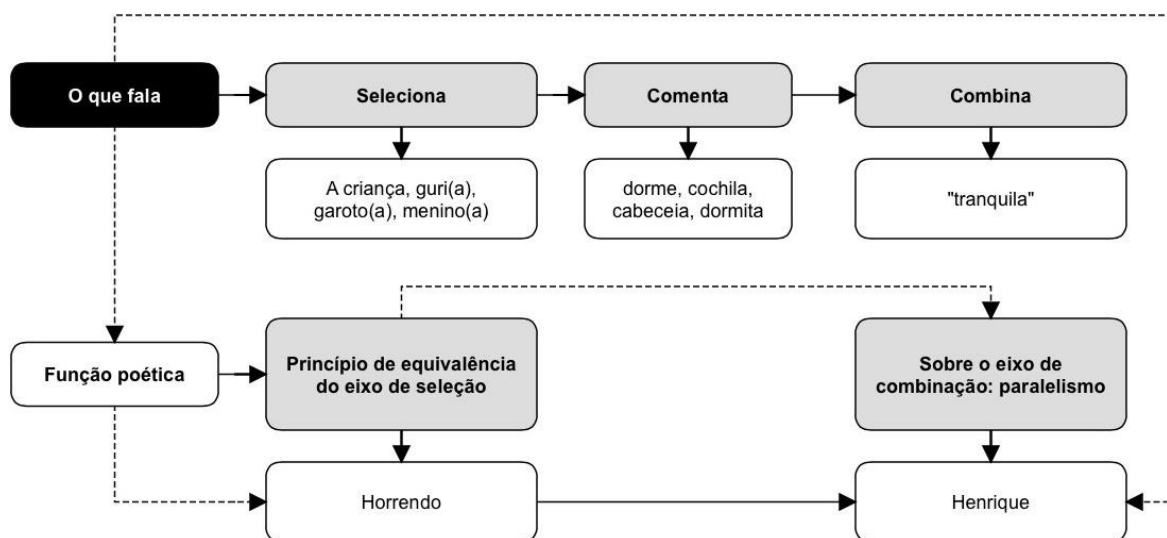 O que fala
Seleciona
Comenta
Combina
A criança, guri(a),
garoto(a), menino(a)
dorme, cochila,
cabeceia, dormita
"tranquila"
Função poética
Princípio de equivalência
do eixo de seleção
Sobre o eixo de
combinação: paralelismo
Horrendo
Henrique